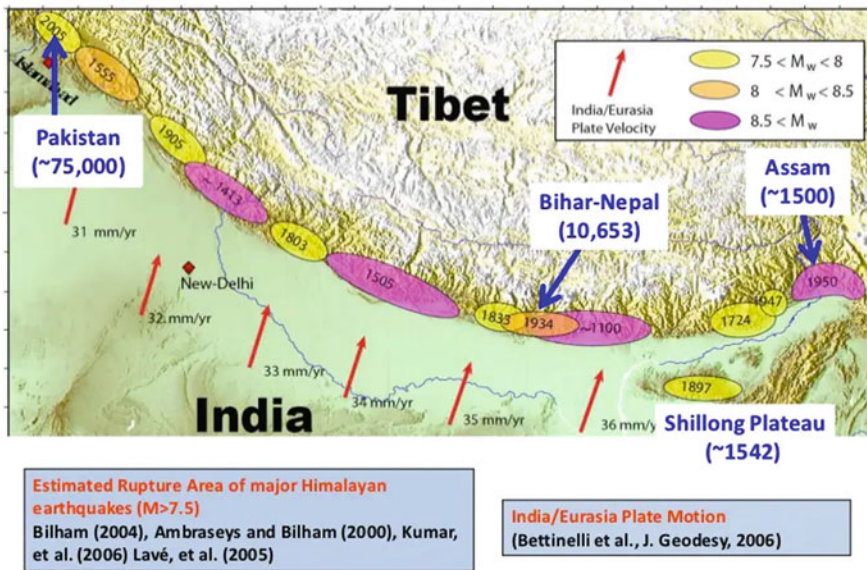 2005
Islamabad
1555
Pakistan
(~75,000)
1905
~ 1413
31 mm/yr
Tibet
India/Eurasia
Plate Velocity
7.5 < Mw < 8
8 < Mw < 8.5
8.5 < Mw
Assam
(~1500)
Bihar-Nepal
(10,653)
1803
New-Delhi
1505
1950
1947
1833
1934
~1100
1724
32 mm/yr
33 mm/yr
34 mm/yr
35 mm/yr
36 mm/
1897
India
Shillong Plateau
(~1542)
Estimated Rupture Area of major Himalayan
earthquakes (M>7.5)
Bilham (2004), Ambraseys and Bilham (2000), Kumar,
et al. (2006) Lavé, et al. (2005)
India/Eurasia Plate Motion
(Bettinelli et al., J. Geodesy, 2006)